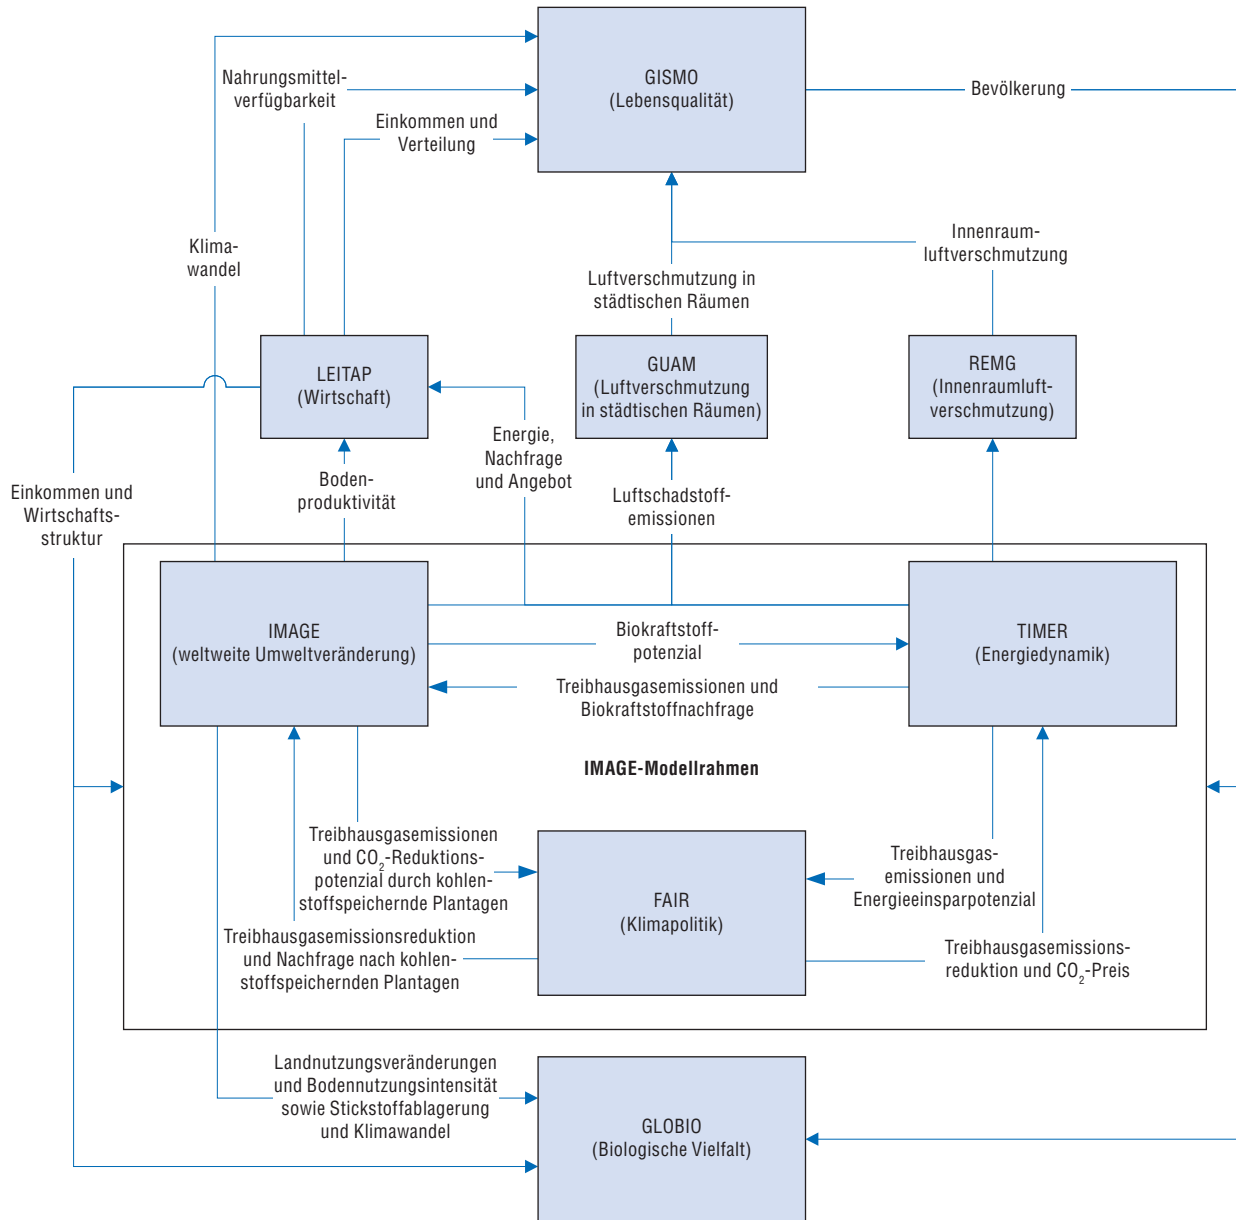 GISMO
(Lebensqualität)
Bevölkerung
Nahrungsmittel-
verfügbarkeit
Einkommen und
Verteilung
Klima-
wandel
Innenraum-
luftverschmutzung
Luftverschmutzung in
städtischen Räumen
LEITAP
(Wirtschaft)
GUAM
(Luftverschmutzung
in städtischen Räumen)
REMG
(Innenraumluft-
verschmutzung)
Energie,
Nachfrage
und Angebot
Boden-
produktivität
Luftschadstoff-
emissionen
Einkommen und
Wirtschafts-
struktur
IMAGE
(weltweite Umweltveränderung)
Biokraftstoff-
potenzial
TIMER
(Energiedynamik)
Treibhausgasemissionen und
Biokraftstoffnachfrage
IMAGE-Modellrahmen
Treibhausgasemissionen
und CO₂-Reduktions-
potenzial durch kohlen-
stoffspeichernde Plantagen
FAIR
(Klimapolitik)
Treibhausgas-
emissionen und
Energieeinsparpotenzial
Treibhausgasemissionsreduktion
und Nachfrage nach kohlen-
stoffspeichernden Plantagen
Treibhausgasemissions-
reduktion und CO₂-Preis
Landnutzungsveränderungen
und Bodennutzungsintensität
sowie Stickstoffablagerung
und Klimawandel
GLOBIO
(Biologische Vielfalt)